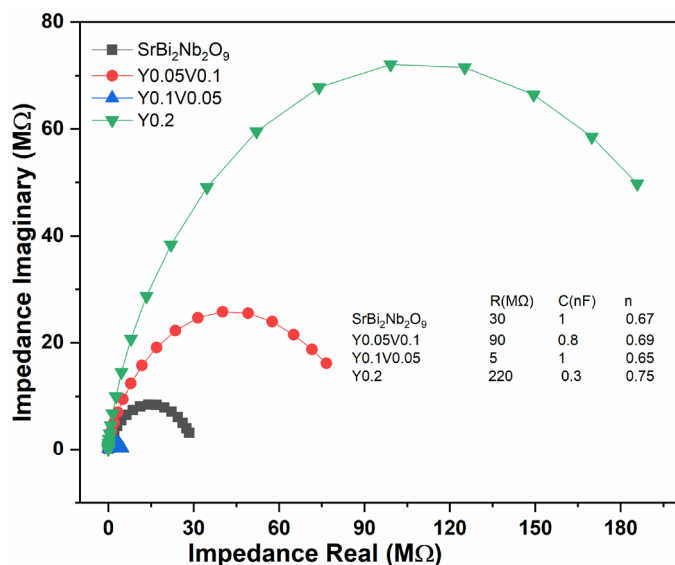 80
60
40
20
0
Impedance Imaginary (MΩ)
SrBi₂Nb₂O₉
Y0.05V0.1
Y0.1V0.05
Y0.2
R(MΩ) C(nF) n
SrBi₂Nb₂O₉ 30 1 0.67
Y0.05V0.1 90 0.8 0.69
Y0.1V0.05 5 1 0.65
Y0.2 220 0.3 0.75
0 30 60 90 120 150 180
Impedance Real (MΩ)